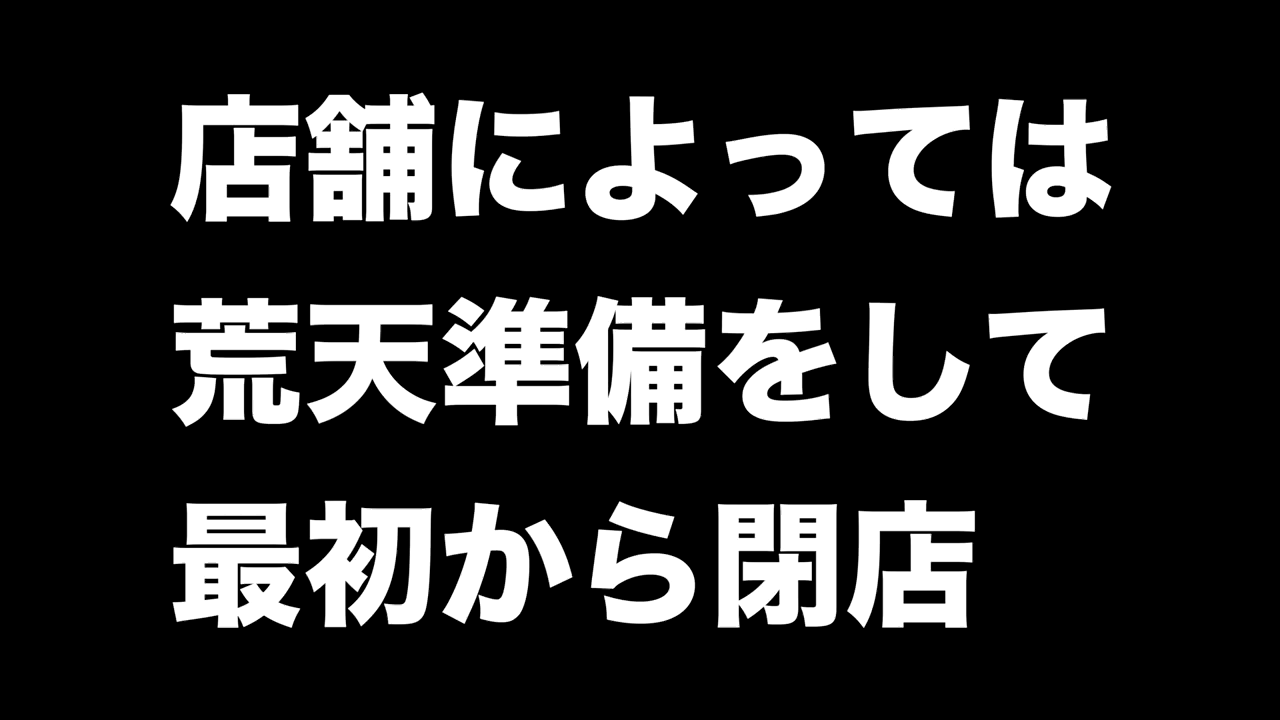 店舗によっては
荒天準備をして
最初から閉店